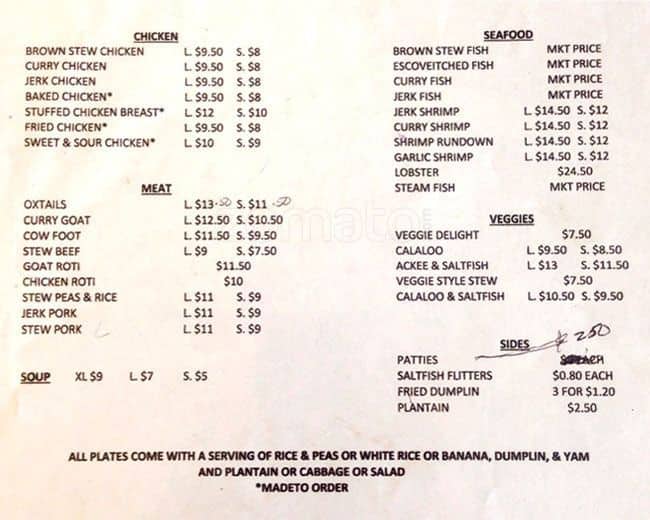 CHICKEN
BROWN STEW CHICKEN L. $9.50 S. $8
CURRY CHICKEN L. $9.50 S. $8
JERK CHICKEN L. $9.50 S. $8
BAKED CHICKEN* L. $9.50 S. $8
STUFFED CHICKEN BREAST* L. $12 S. $10
FRIED CHICKEN* L. $9.50 S. $8
SWEET & SOUR CHICKEN* L. $10 S. $9
MEAT
OXTAILS L. $13.50 S. $11.50
CURRY GOAT L. $12.50 S. $10.50
COW FOOT L. $11.50 S. $9.50
STEW BEEF L. $9 S. $7.50
GOAT ROTI $11.50
CHICKEN ROTI $10
STEW PEAS & RICE L. $11 S. $9
JERK PORK L. $11 S. $9
STEW PORK L. $11 S. $9
SOUP XL $9 L. $7 S. $5
SEAFOOD
BROWN STEW FISH MKT PRICE
ESCOVEITCHED FISH MKT PRICE
CURRY FISH MKT PRICE
JERK FISH MKT PRICE
JERK SHRIMP L. $14.50 S. $12
CURRY SHRIMP L. $14.50 S. $12
SHRIMP RUNDOWN L. $14.50 S. $12
GARLIC SHRIMP L. $14.50 S. $12
LOBSTER $24.50
STEAM FISH MKT PRICE
VEGGIES
VEGGIE DELIGHT $7.50
CALALOO L. $9.50 S. $8.50
ACKEE & SALTFISH L. $13 S. $11.50
VEGGIE STYLE STEW $7.50
CALALOO & SALTFISH L. $10.50 S. $9.50
SIDES $ 250
PATTIES
SALTFISH FLITTERS $0.80 EACH
FRIED DUMPLIN 3 FOR $1.20
PLANTAIN $2.50
ALL PLATES COME WITH A SERVING OF RICE & PEAS OR WHITE RICE OR BANANA, DUMPLIN, & YAM
AND PLANTAIN OR CABBAGE OR SALAD
*MADETO ORDER